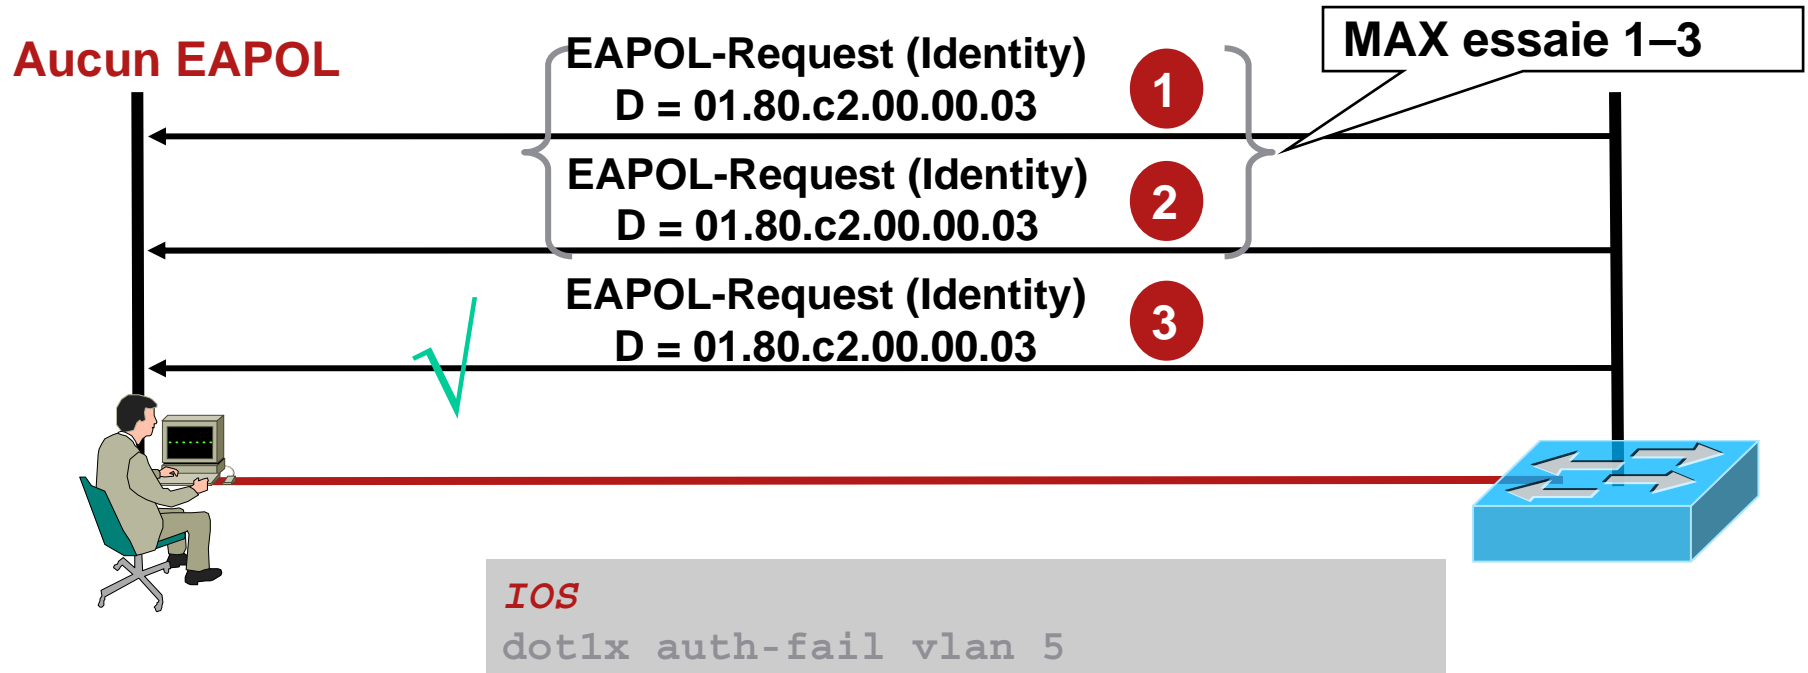 Aucun EAPOL
MAX essaie 1–3
EAPOL-Request (Identity)
D = 01.80.c2.00.00.03
1
EAPOL-Request (Identity)
D = 01.80.c2.00.00.03
2
EAPOL-Request (Identity)
D = 01.80.c2.00.00.03
3
IOS
dot1x auth-fail vlan 5